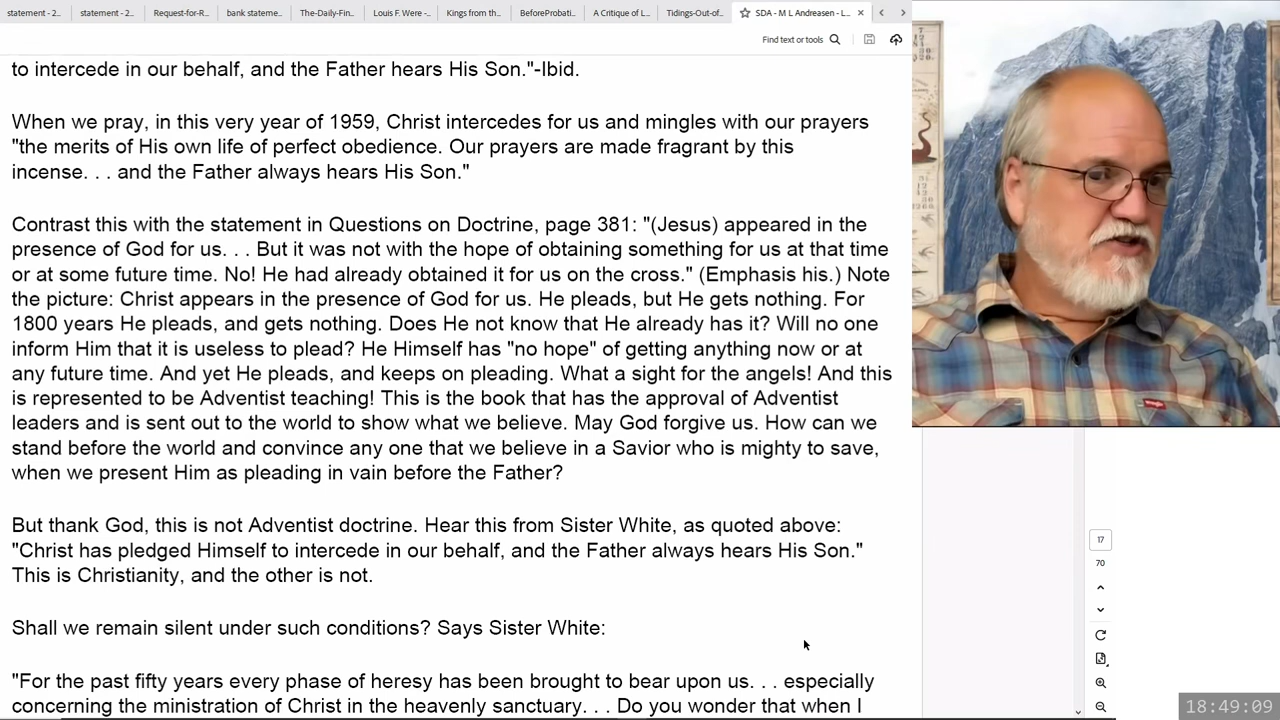 statement - 2...
statement - 2...
Request-for-R...
bank stateme...
The-Daily-Fin...
Louis F. Were -...
Kings from th...
BeforeProbati...
A Critique of L...
Tidings-Out-of...
SDA - M L Andreasen - L...
Find text or tools
to intercede in our behalf, and the Father hears His Son."-Ibid.
When we pray, in this very year of 1959, Christ intercedes for us and mingles with our prayers
"the merits of His own life of perfect obedience. Our prayers are made fragrant by this
incense. . . and the Father always hears His Son."
Contrast this with the statement in Questions on Doctrine, page 381: "(Jesus) appeared in the
presence of God for us. . . But it was not with the hope of obtaining something for us at that time
or at some future time. No! He had already obtained it for us on the cross." (Emphasis his.) Note
the picture: Christ appears in the presence of God for us. He pleads, but He gets nothing. For
1800 years He pleads, and gets nothing. Does He not know that He already has it? Will no one
inform Him that it is useless to plead? He Himself has "no hope" of getting anything now or at
any future time. And yet He pleads, and keeps on pleading. What a sight for the angels! And this
is represented to be Adventist teaching! This is the book that has the approval of Adventist
leaders and is sent out to the world to show what we believe. May God forgive us. How can we
stand before the world and convince any one that we believe in a Savior who is mighty to save,
when we present Him as pleading in vain before the Father?
But thank God, this is not Adventist doctrine. Hear this from Sister White, as quoted above:
"Christ has pledged Himself to intercede in our behalf, and the Father always hears His Son."
This is Christianity, and the other is not.
Shall we remain silent under such conditions? Says Sister White:
"For the past fifty years every phase of heresy has been brought to bear upon us. . . especially
concerning the ministration of Christ in the heavenly sanctuary. . . Do you wonder that when I
17
70
18:49:09